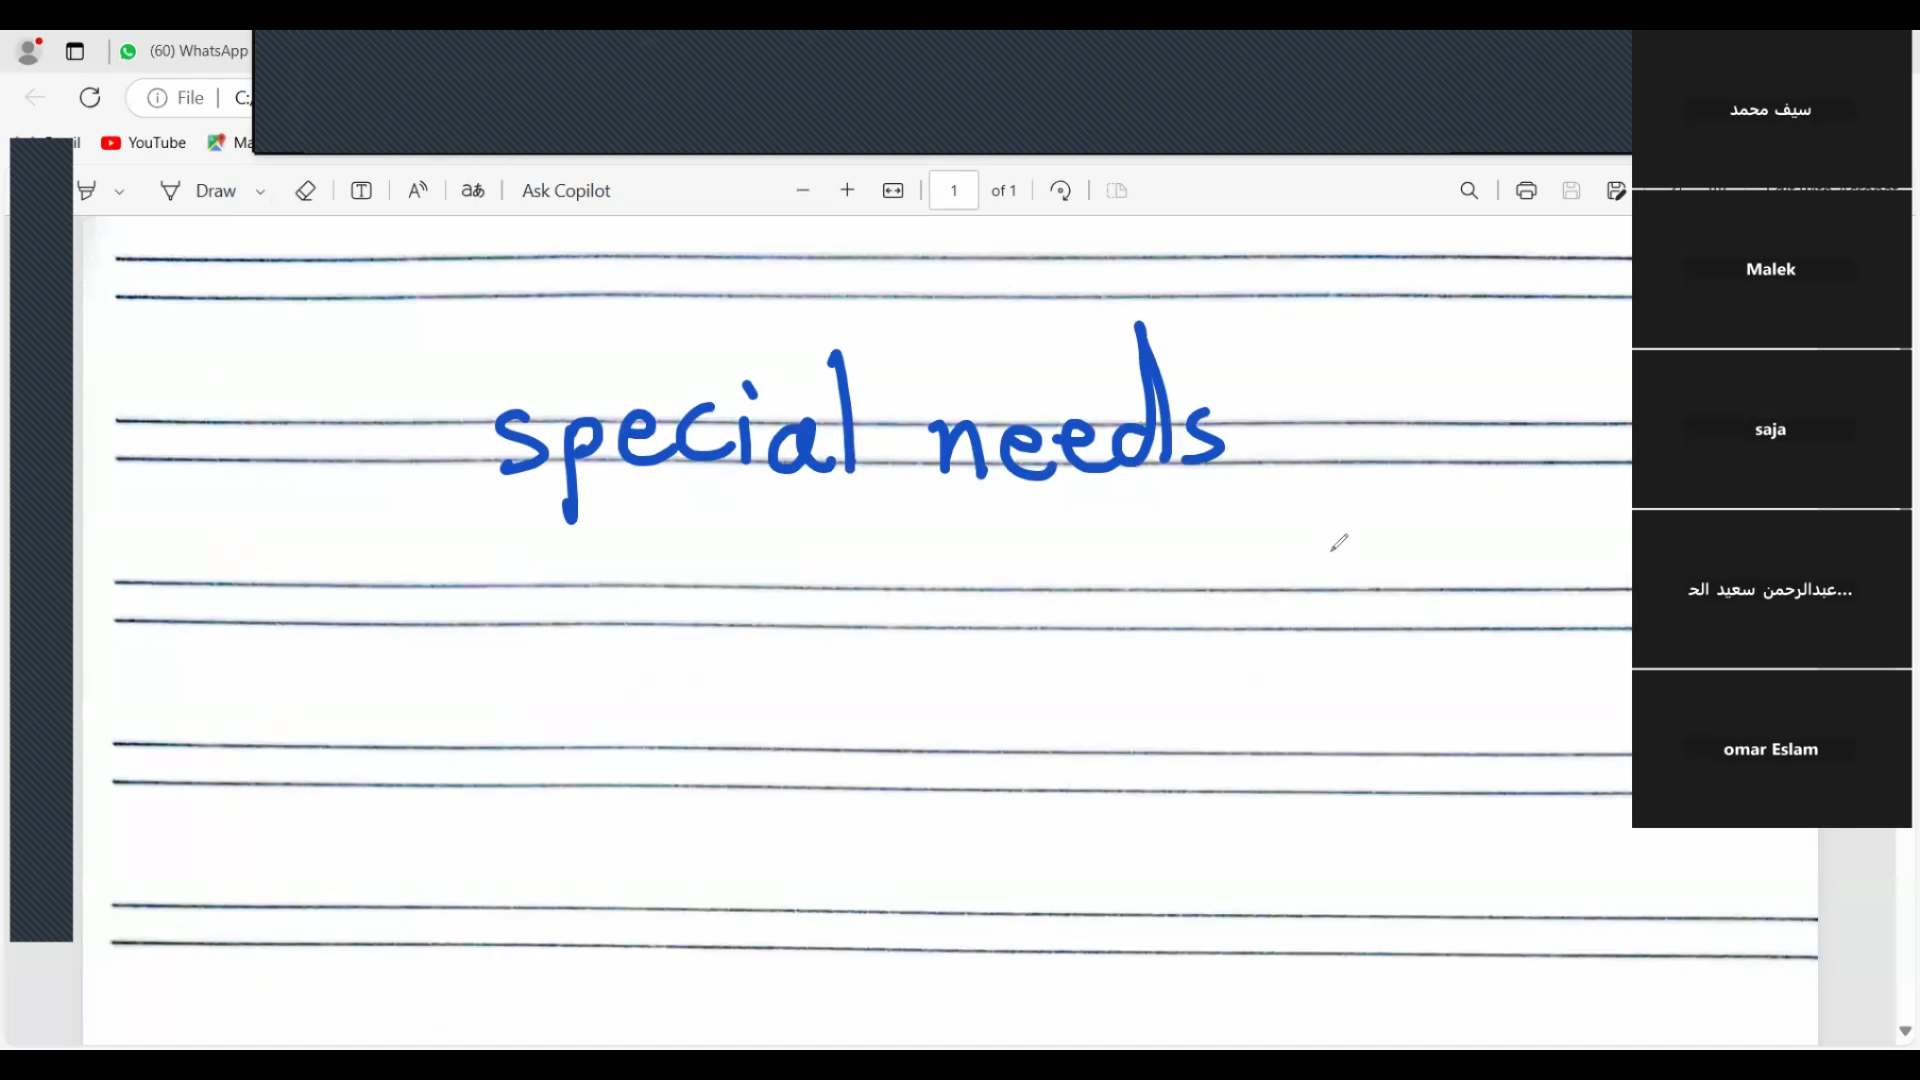 (60) WhatsApp
File
C:/
YouTube
Ma
Draw
Ask Copilot
1 of 1
special needs
سيف محمد
Malek
saja
عبدالرحمن سعيد الح...
omar Eslam